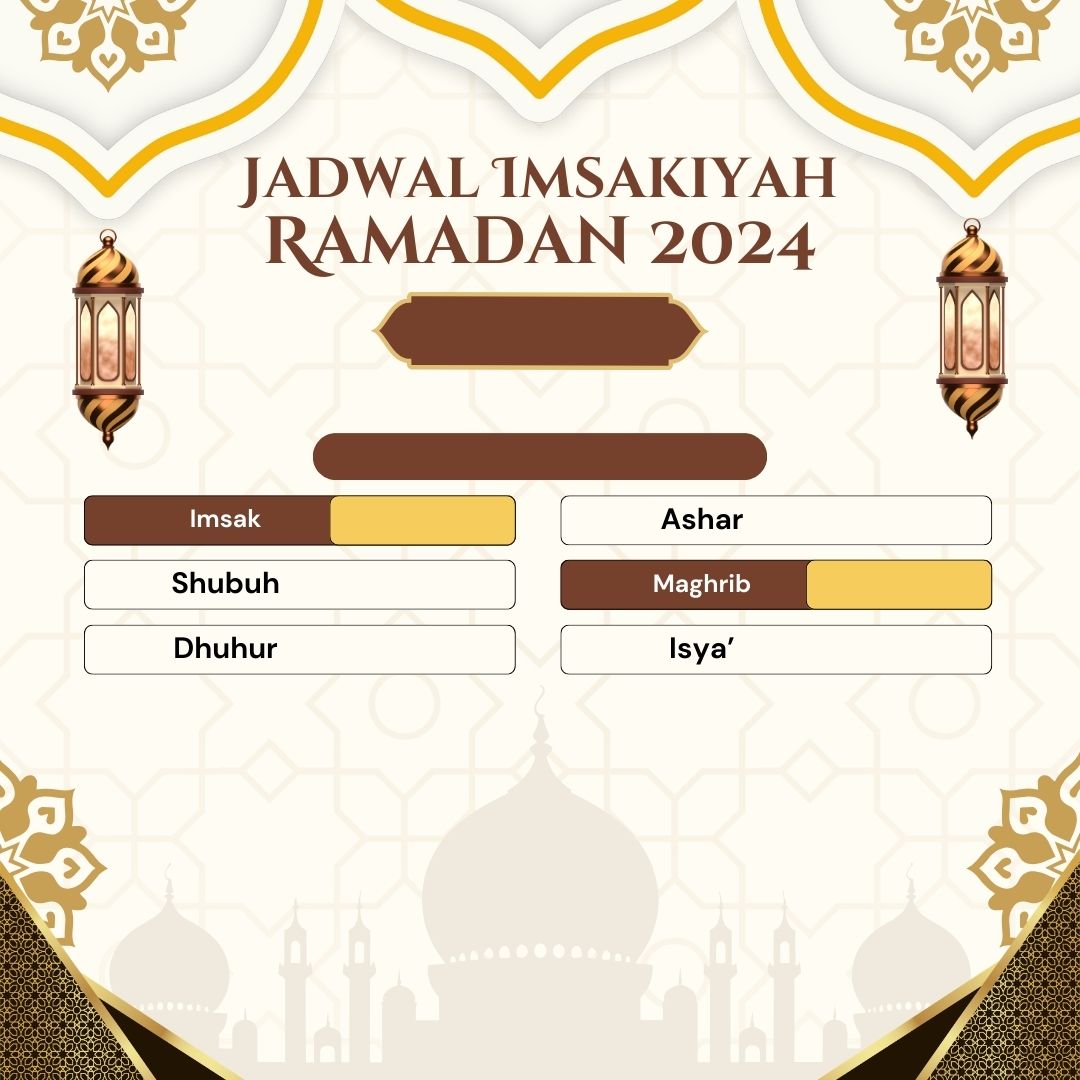 Jadwal Imsakiyah
Ramadan 2024
Imsak
Shubuh
Dhuhur
Ashar
Maghrib
Isya’